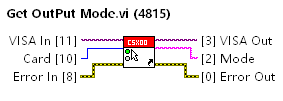 Get OutPut Mode.vi (4815)
VISA In [11] CSX00 [3] VISA Out
Card [10] [2] Mode
Error In [8] [0] Error Out